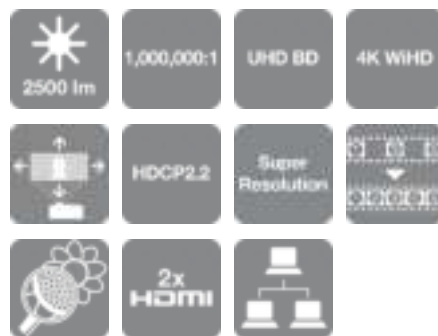 2500 lm
1,000,000:1
UHD BD
4K WiHD
HDCP2.2
Super
Resolution
2x
HDMI